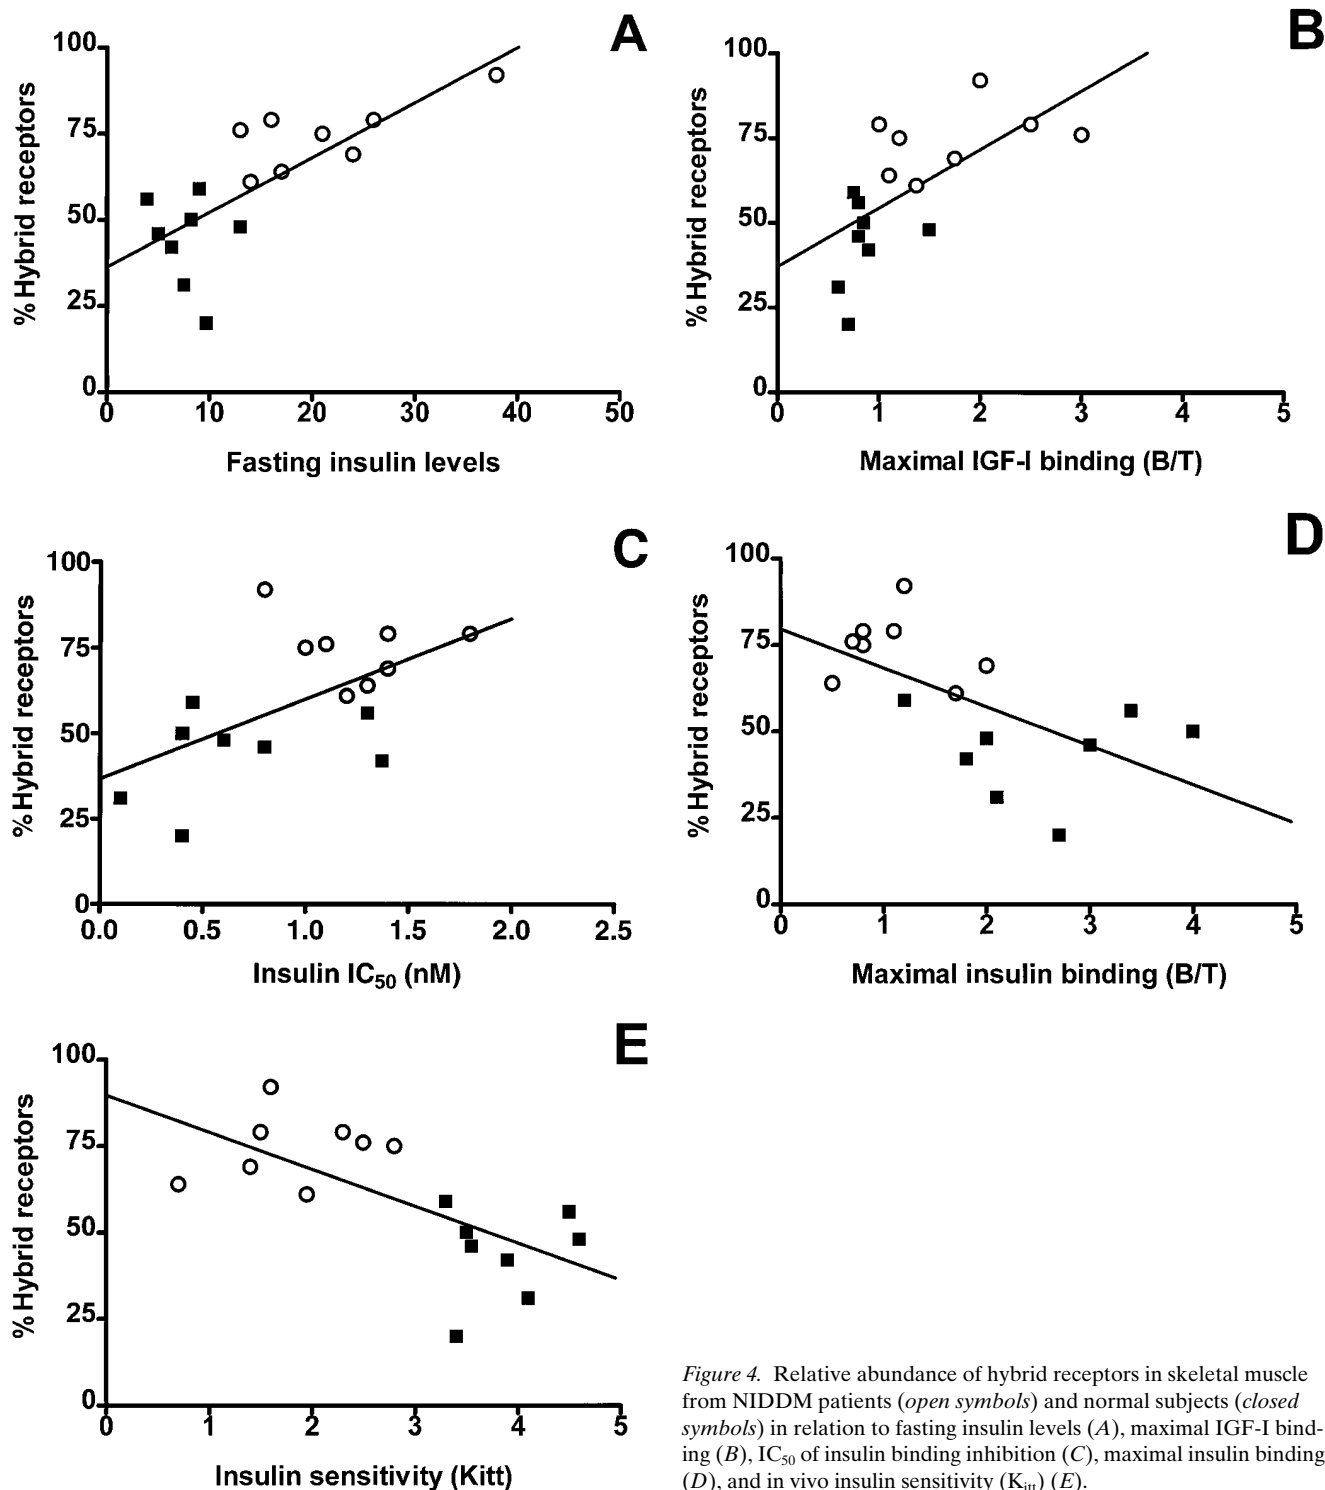 A
100
75
50
25
0
% Hybrid receptors
0 10 20 30 40 50
Fasting insulin levels
B
100
75
50
25
0
% Hybrid receptors
0 1 2 3 4 5
Maximal IGF-I binding (B/T)
C
100
75
50
25
0
% Hybrid receptors
0.0 0.5 1.0 1.5 2.0 2.5
Insulin IC50 (nM)
D
100
75
50
25
0
% Hybrid receptors
0 1 2 3 4 5
Maximal insulin binding (B/T)
E
100
75
50
25
0
% Hybrid receptors
0 1 2 3 4 5
Insulin sensitivity (Kitt)
Figure 4. Relative abundance of hybrid receptors in skeletal muscle
from NIDDM patients (open symbols) and normal subjects (closed
symbols) in relation to fasting insulin levels (A), maximal IGF-I bind-
ing (B), IC50 of insulin binding inhibition (C), maximal insulin binding
(D), and in vivo insulin sensitivity (Kitt) (E).